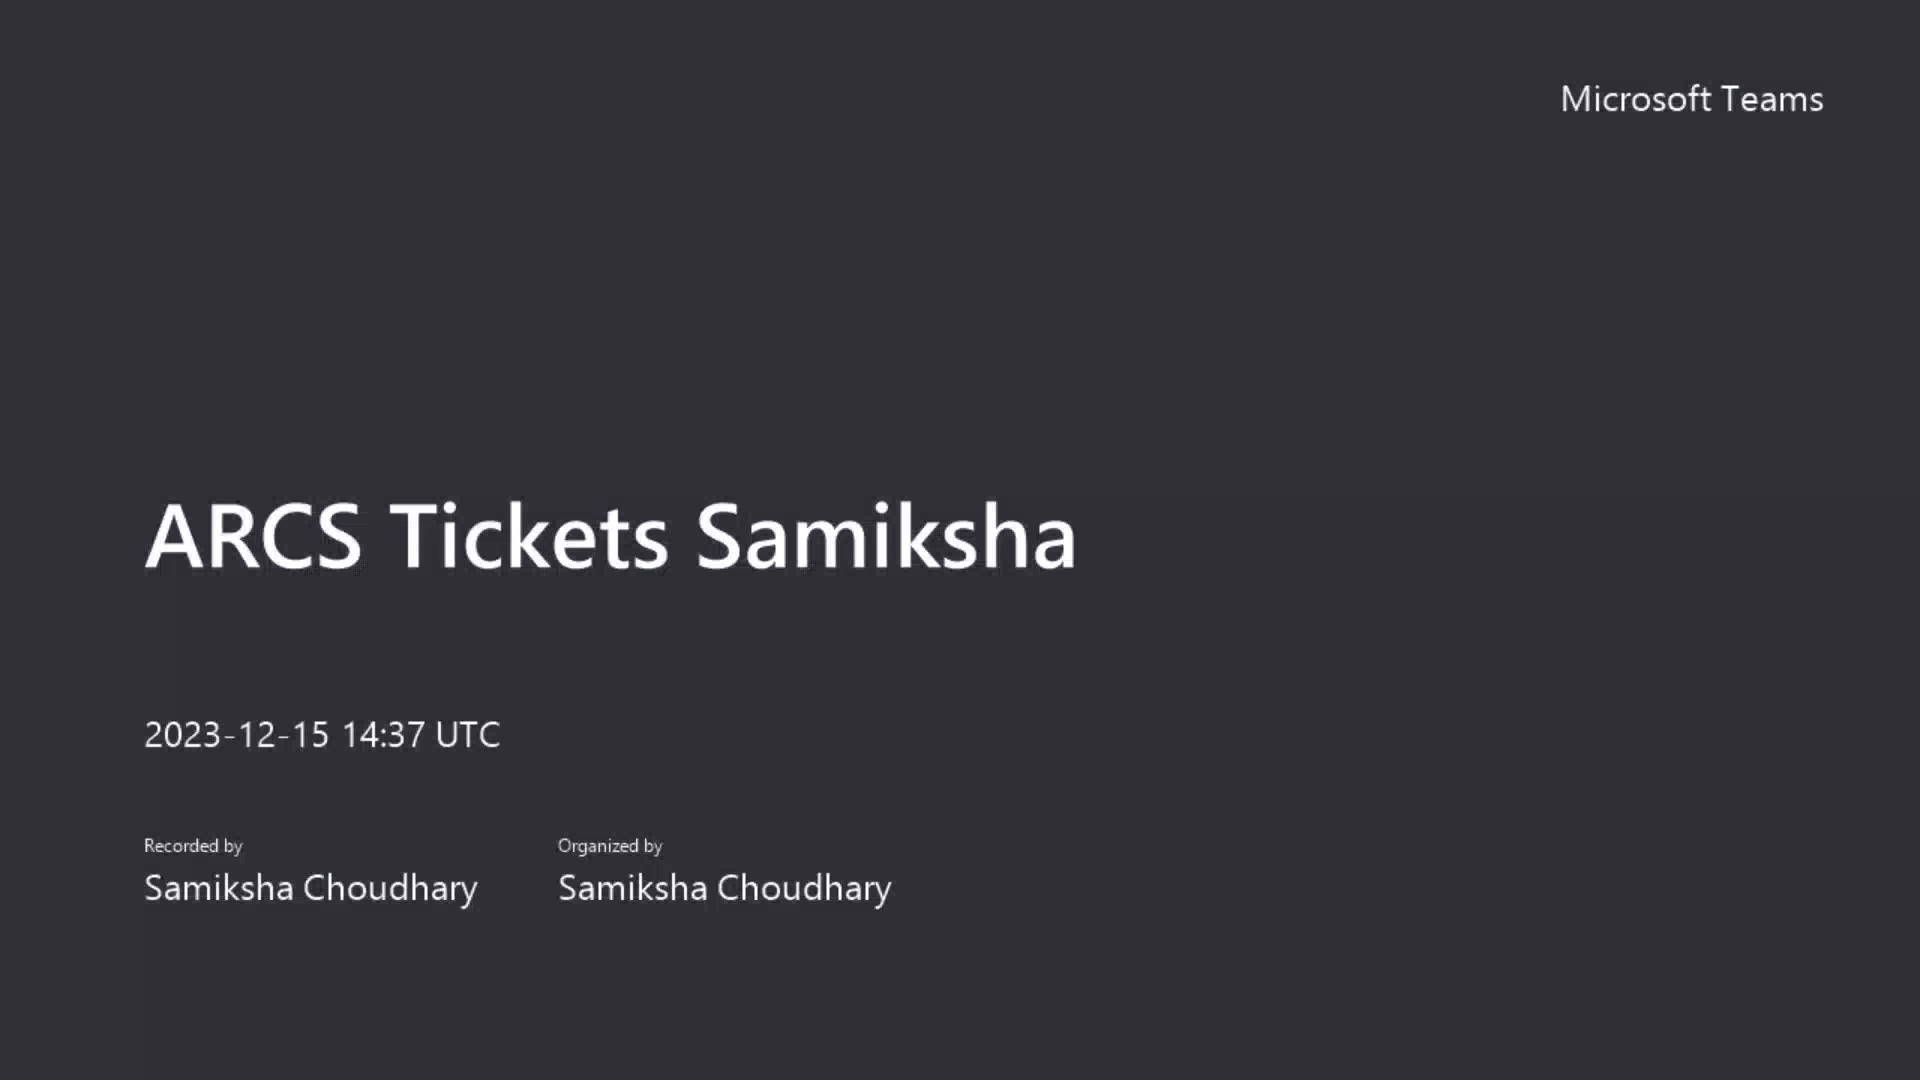 Microsoft Teams
ARCS Tickets Samiksha
2023-12-15 14:37 UTC
Recorded by
Samiksha Choudhary
Organized by
Samiksha Choudhary